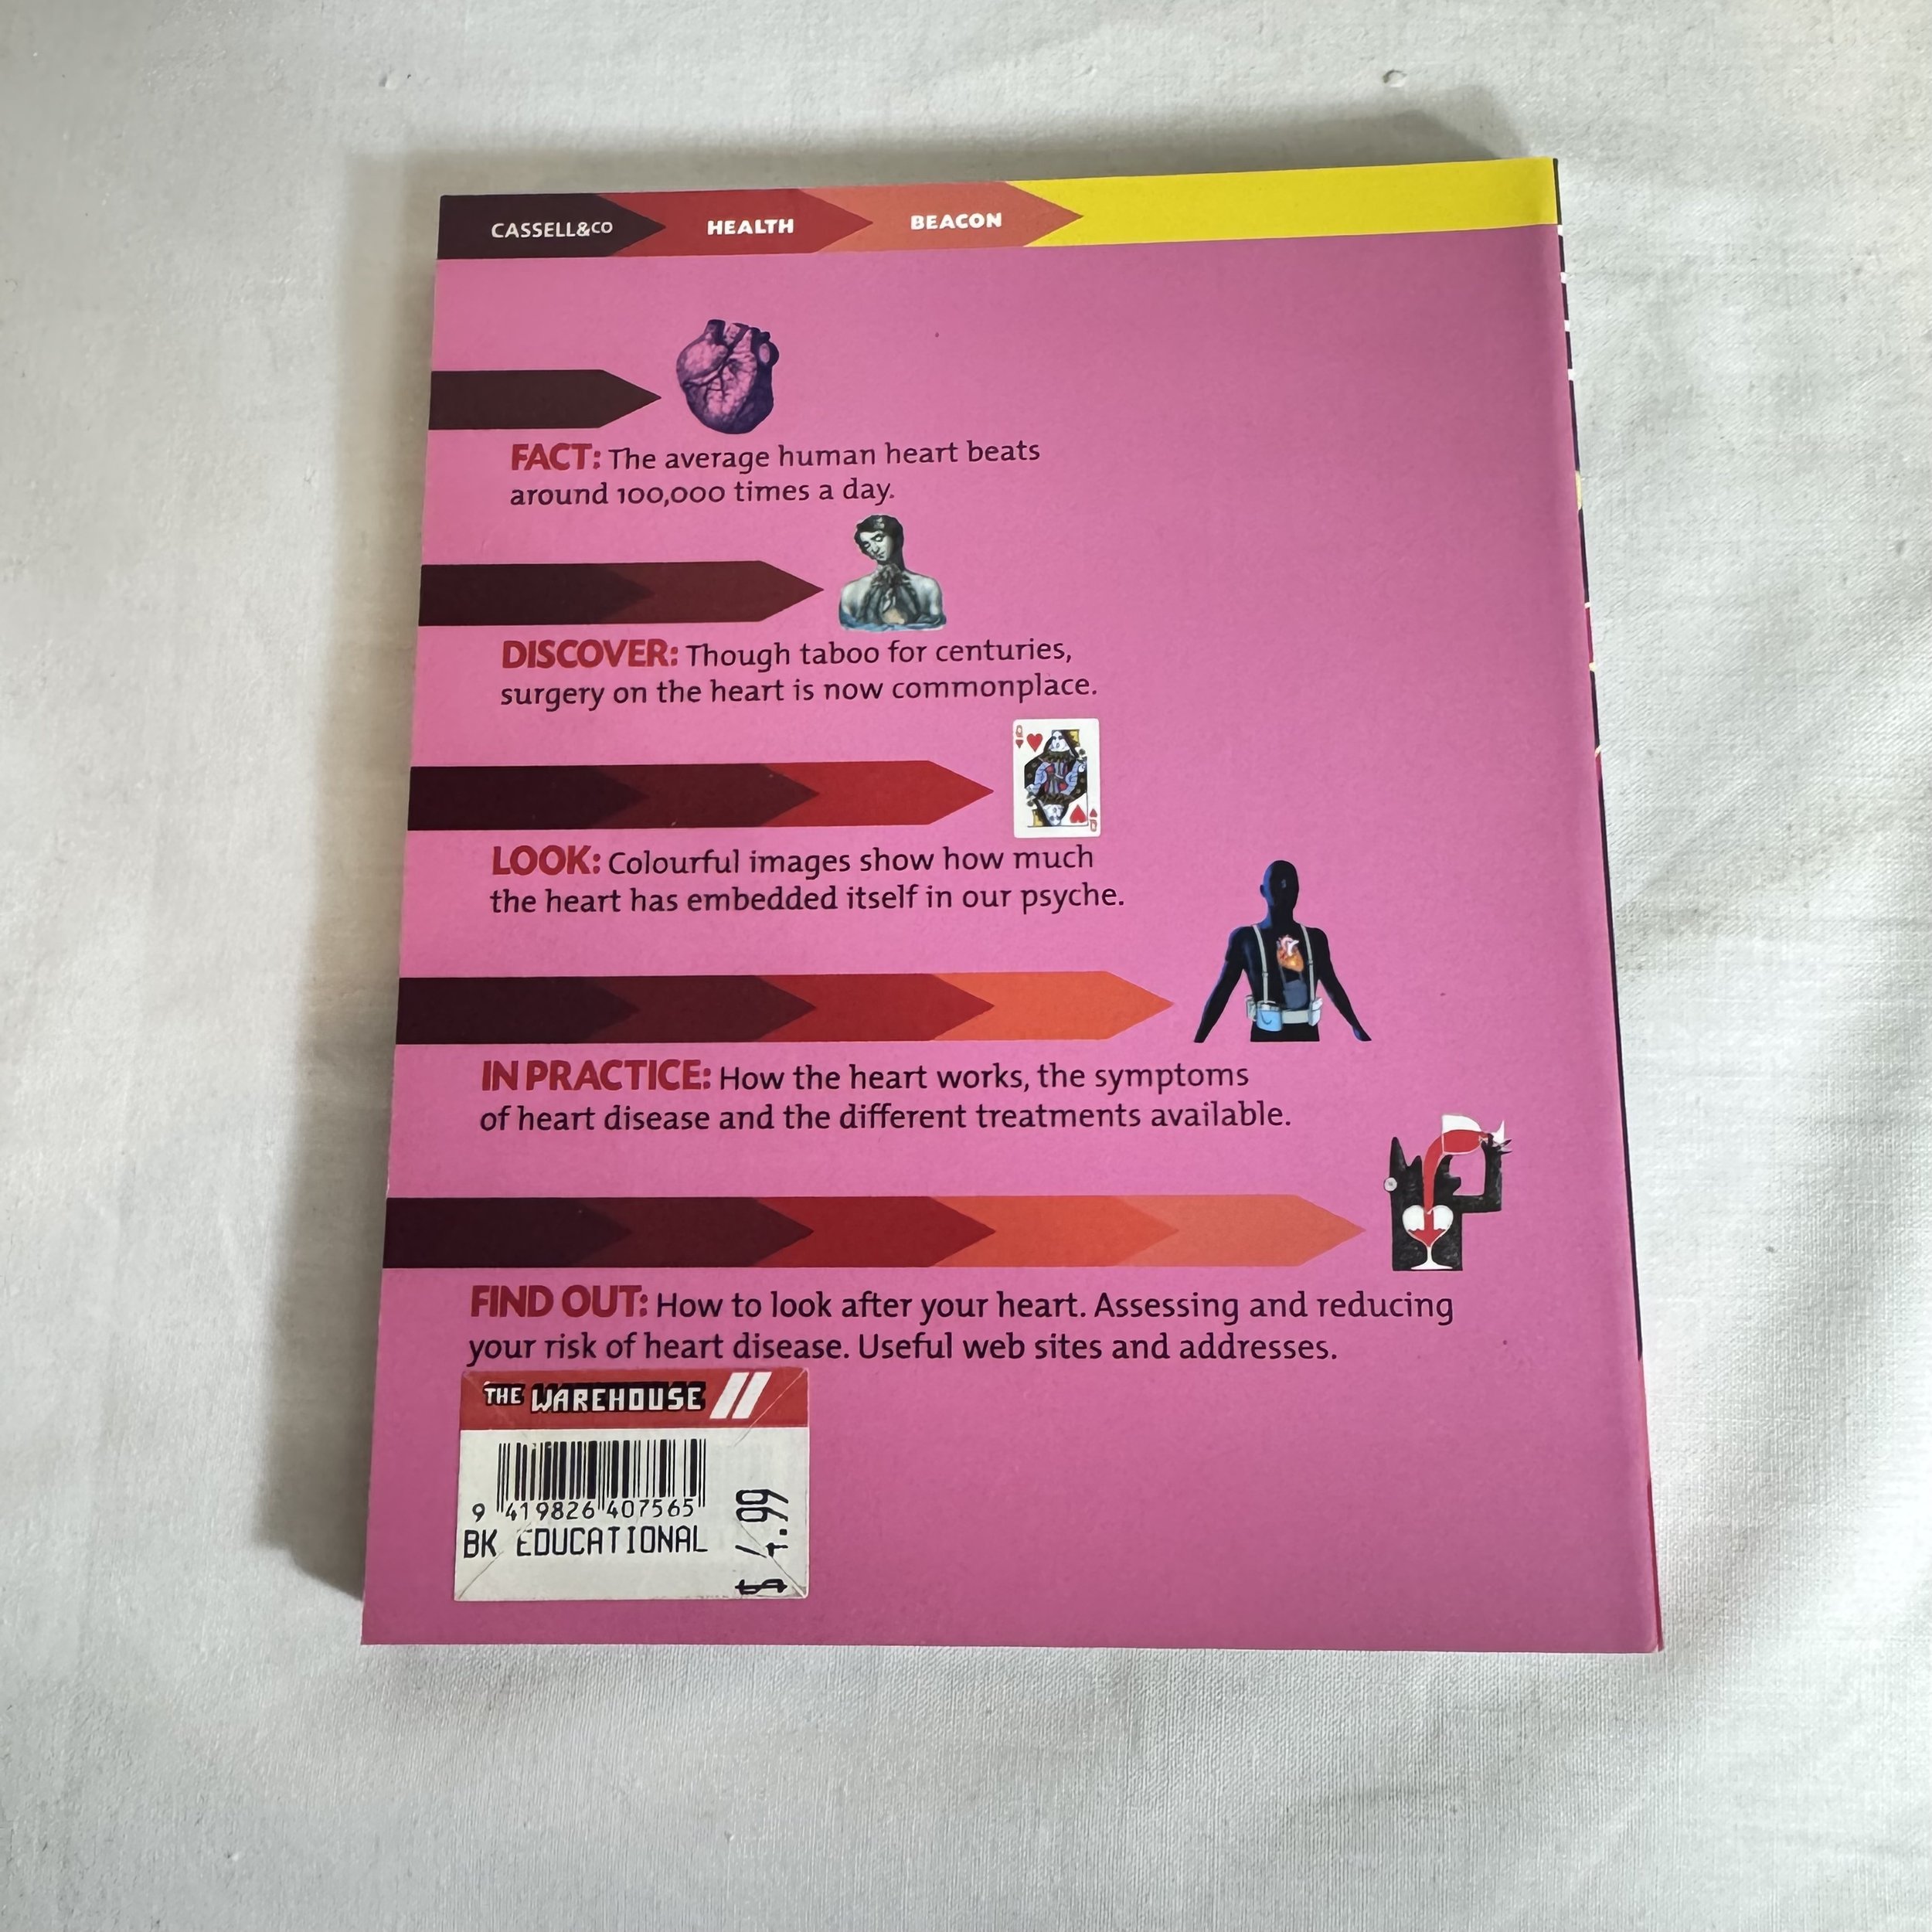 CASSELL&CO HEALTH BEACON
FACT: The average human heart beats
around 100,000 times a day.
DISCOVER: Though taboo for centuries,
surgery on the heart is now commonplace.
Q
Q
LOOK: Colourful images show how much
the heart has embedded itself in our psyche.
IN PRACTICE: How the heart works, the symptoms
of heart disease and the different treatments available.
FIND OUT: How to look after your heart. Assessing and reducing
your risk of heart disease. Useful web sites and addresses.
THE WAREHOUSE
9 419826 407565
BK EDUCATIONAL
$4.99